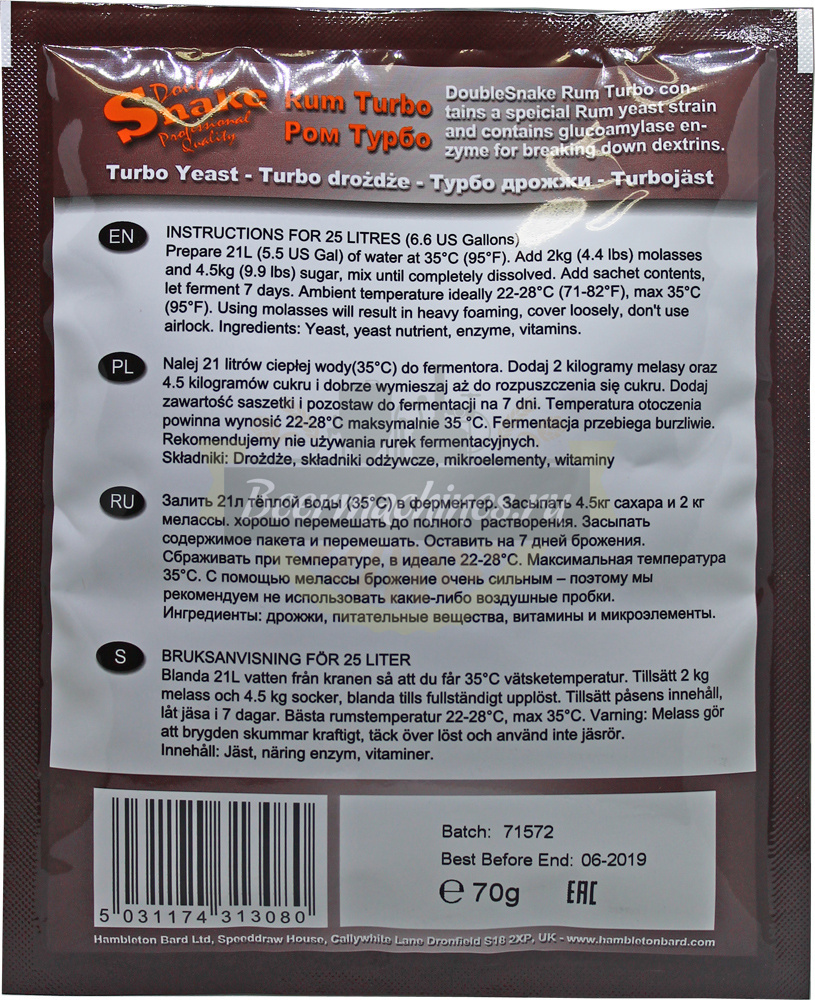 Double
Snake
Professional
Quality
Rum Turbo
Ром Турбо
DoubleSnake Rum Turbo con-
tains a speicial Rum yeast strain
and contains glucoamylase en-
zyme for breaking down dextrins.
Turbo Yeast - Turbo drożdże - Турбо дрожжи - Turbojäst
EN
INSTRUCTIONS FOR 25 LITRES (6.6 US Gallons)
Prepare 21L (5.5 US Gal) of water at 35°C (95°F). Add 2kg (4.4 lbs) molasses
and 4.5kg (9.9 lbs) sugar, mix until completely dissolved. Add sachet contents,
let ferment 7 days. Ambient temperature ideally 22-28°C (71-82°F), max 35°C
(95°F). Using molasses will result in heavy foaming, cover loosely, don't use
airlock. Ingredients: Yeast, yeast nutrient, enzyme, vitamins.
PL
Nalej 21 litrów ciepłej wody(35°C) do fermentora. Dodaj 2 kilogramy melasy oraz
4.5 kilogramów cukru i dobrze wymieszaj aż do rozpuszczenia się cukru. Dodaj
zawartość saszetki i pozostaw do fermentacji na 7 dni. Temperatura otoczenia
powinna wynosić 22-28°C maksymalnie 35 °C. Fermentacja przebiega burzliwie.
Rekomendujemy nie używania rurek fermentacyjnych.
Składniki: Drożdże, składniki odżywcze, mikroelementy, witaminy
Beermachines.ru
RU
Залить 21л тёплой воды (35°C) в ферментер. Засыпать 4.5кг сахара и 2 кг
мелассы. хорошо перемешать до полного растворения. Засыпать
содержимое пакета и перемешать. Оставить на 7 дней брожения.
Сбраживать при температуре, в идеале 22-28°C. Максимальная температура
35°C. С помощью мелассы брожение очень сильным – поэтому мы
рекомендуем не использовать какие-либо воздушные пробки.
Ингредиенты: дрожжи, питательные вещества, витамины и микроэлементы.
S
BRUKSANVISNING FÖR 25 LITER
Blanda 21L vatten från kranen så att du får 35°C vätsketemperatur. Tillsätt 2 kg
melass och 4.5 kg socker, blanda tills fullständigt upplöst. Tillsätt påsens innehåll,
låt jäsa i 7 dagar. Bästa rumstemperatur 22-28°C, max 35°C. Varning: Melass gör
att brygden skummar kraftigt, täck över löst och använd inte jäsrör.
Innehåll: Jäst, näring enzym, vitaminer.
5 031174 313080
Batch: 71572
Best Before End: 06-2019
℮ 70g EAC
Hambleton Bard Ltd, Speeddraw House, Callywhite Lane Dronfield S18 2XP, UK - www.hambletonbard.com